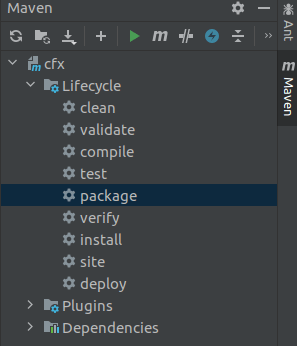 Maven
cfx
Lifecycle
clean
validate
compile
test
package
verify
install
site
deploy
Plugins
Dependencies
Ant
m Maven